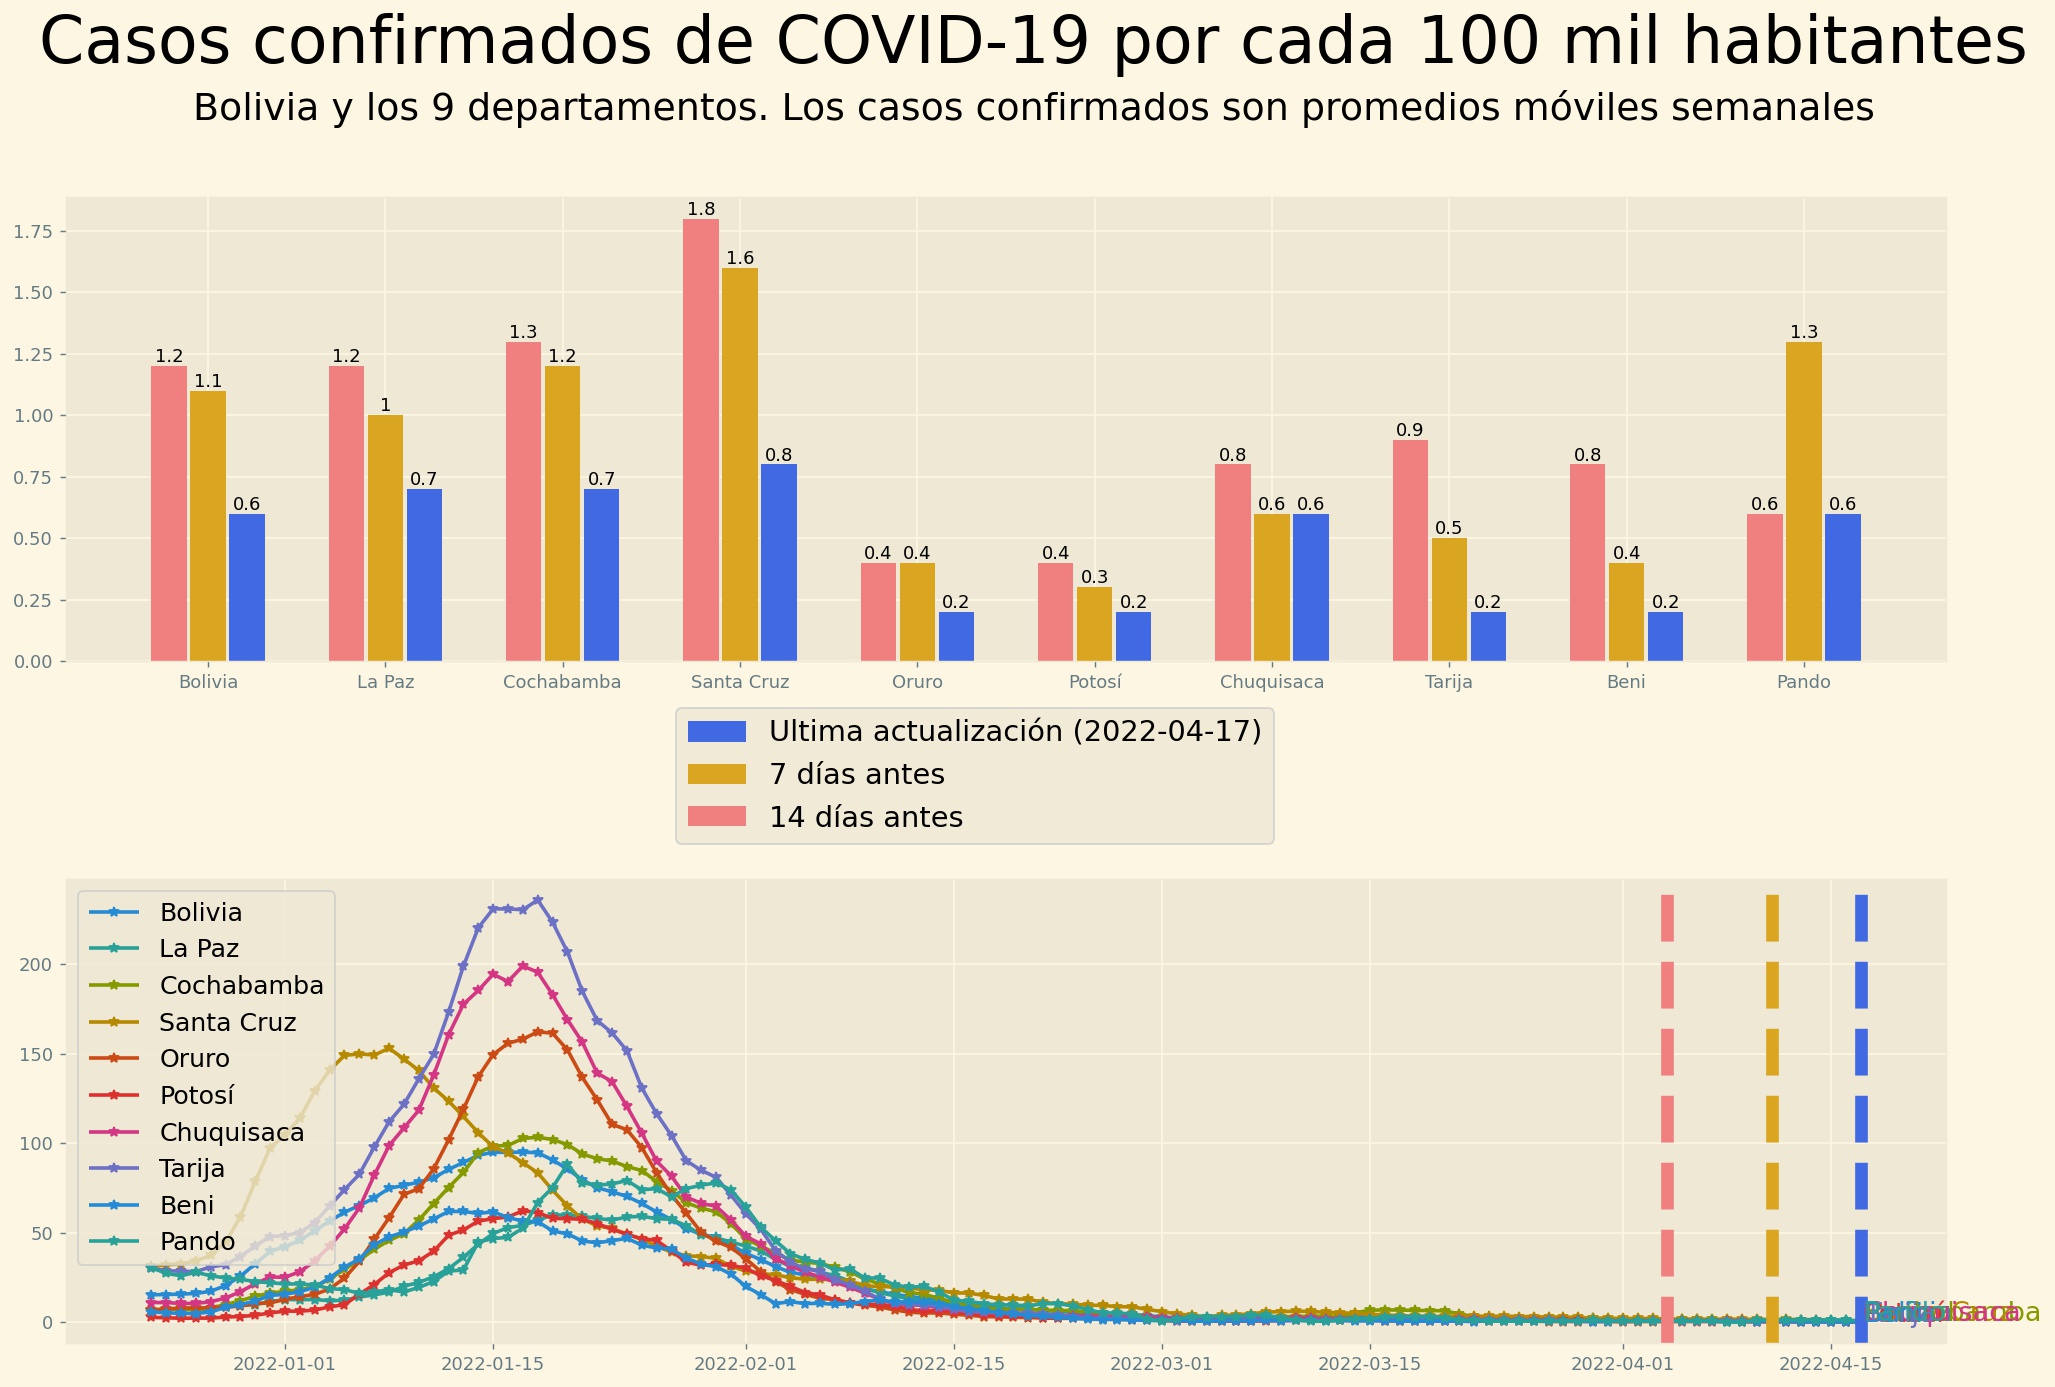 Casos confirmados de COVID-19 por cada 100 mil habitantes
Bolivia y los 9 departamentos. Los casos confirmados son promedios móviles semanales
1.75
1.50
1.25
1.00
0.75
0.50
0.25
0.00
1.2 1.1 0.6
1.2 1 0.7
1.3 1.2 0.7
1.8 1.6 0.8
0.4 0.4 0.2
0.4 0.3 0.2
0.8 0.6 0.6
0.9 0.5 0.2
0.8 0.4 0.2
0.6 1.3 0.6
Bolivia La Paz Cochabamba Santa Cruz Oruro Potosí Chuquisaca Tarija Beni Pando
Ultima actualización (2022-04-17)
7 días antes
14 días antes
200
150
100
50
0
Bolivia
La Paz
Cochabamba
Santa Cruz
Oruro
Potosí
Chuquisaca
Tarija
Beni
Pando
2022-01-01 2022-01-15 2022-02-01 2022-02-15 2022-03-01 2022-03-15 2022-04-01 2022-04-15